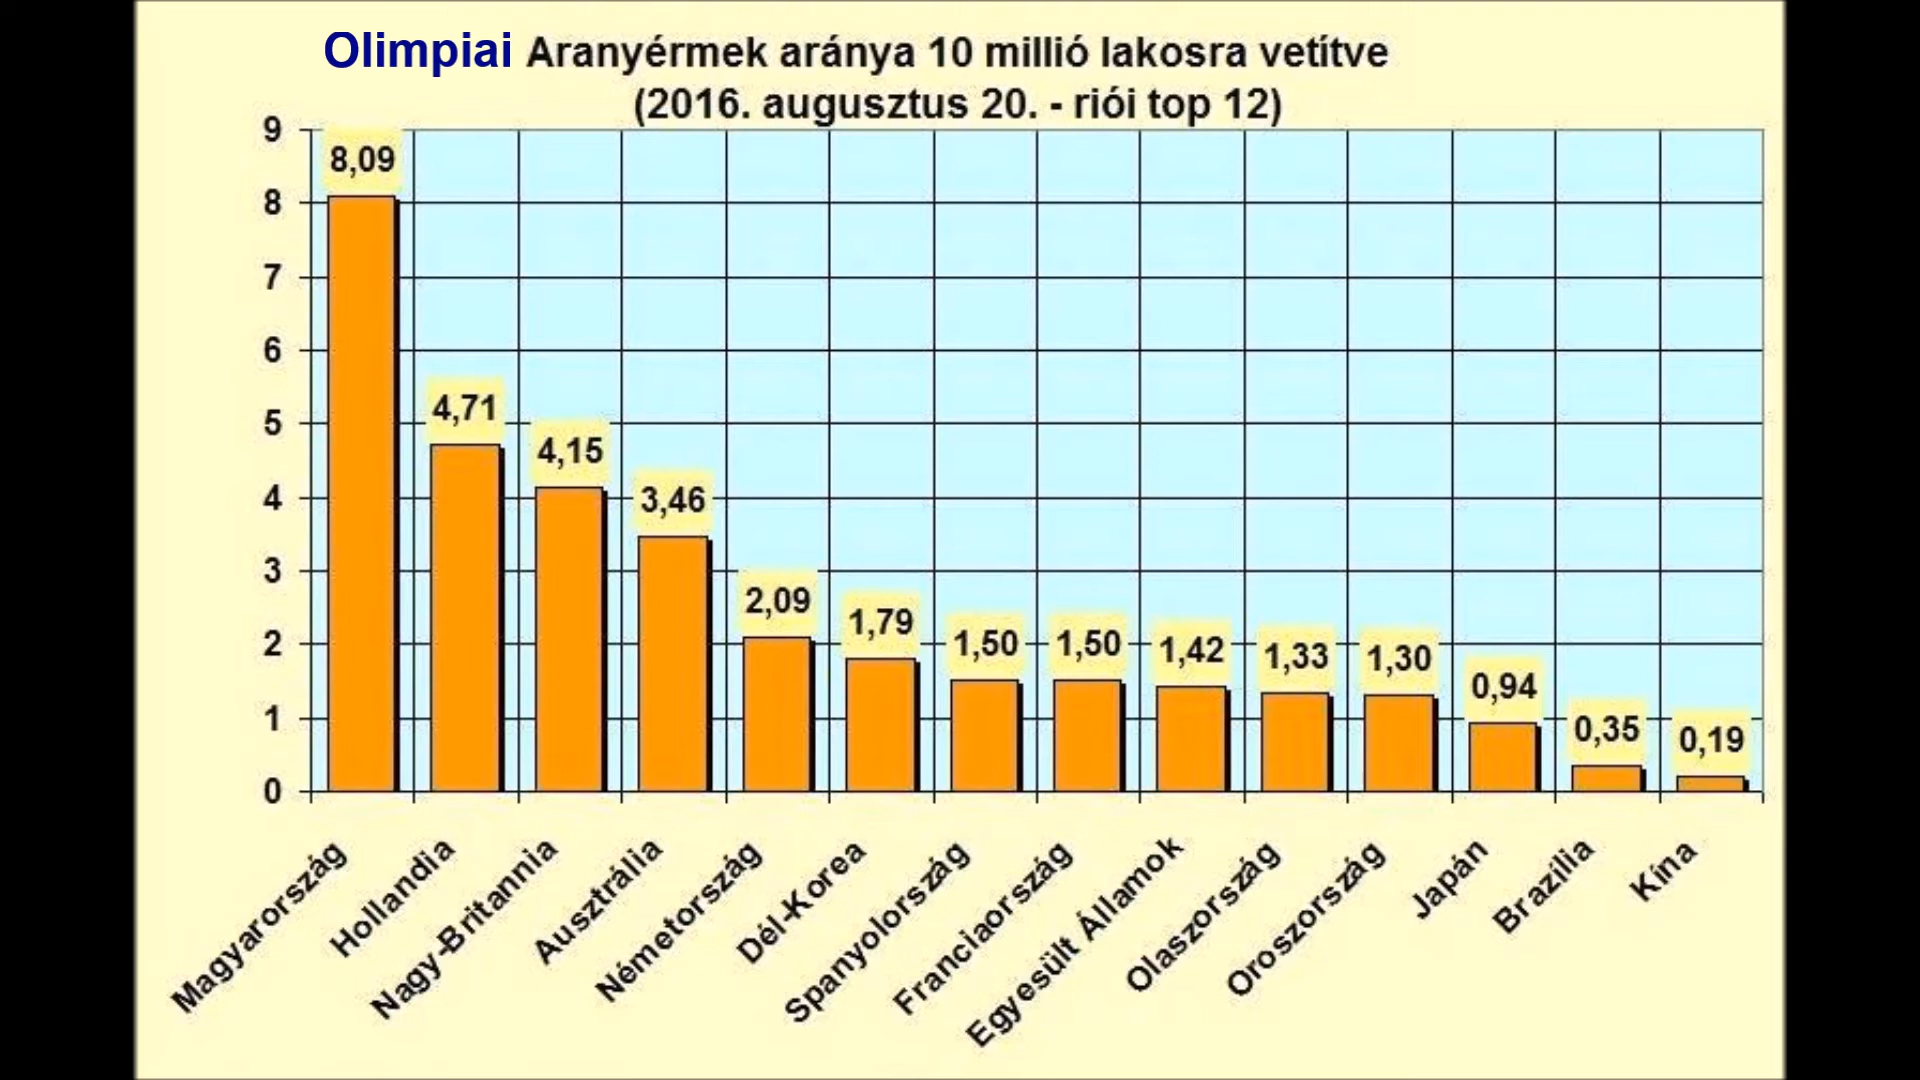 Olimpiai Aranyérmek aránya 10 millió lakosra vetítve
(2016. augusztus 20. - riói top 12)
9
8
7
6
5
4
3
2
1
0
8,09
4,71
4,15
3,46
2,09
1,79
1,50
1,50
1,42
1,33
1,30
0,94
0,35
0,19
Magyarország
Hollandia
Nagy-Britannia
Ausztrália
Németország
Dél-Korea
Spanyolország
Franciaország
Egyesült Államok
Olaszország
Oroszország
Japán
Brazília
Kína